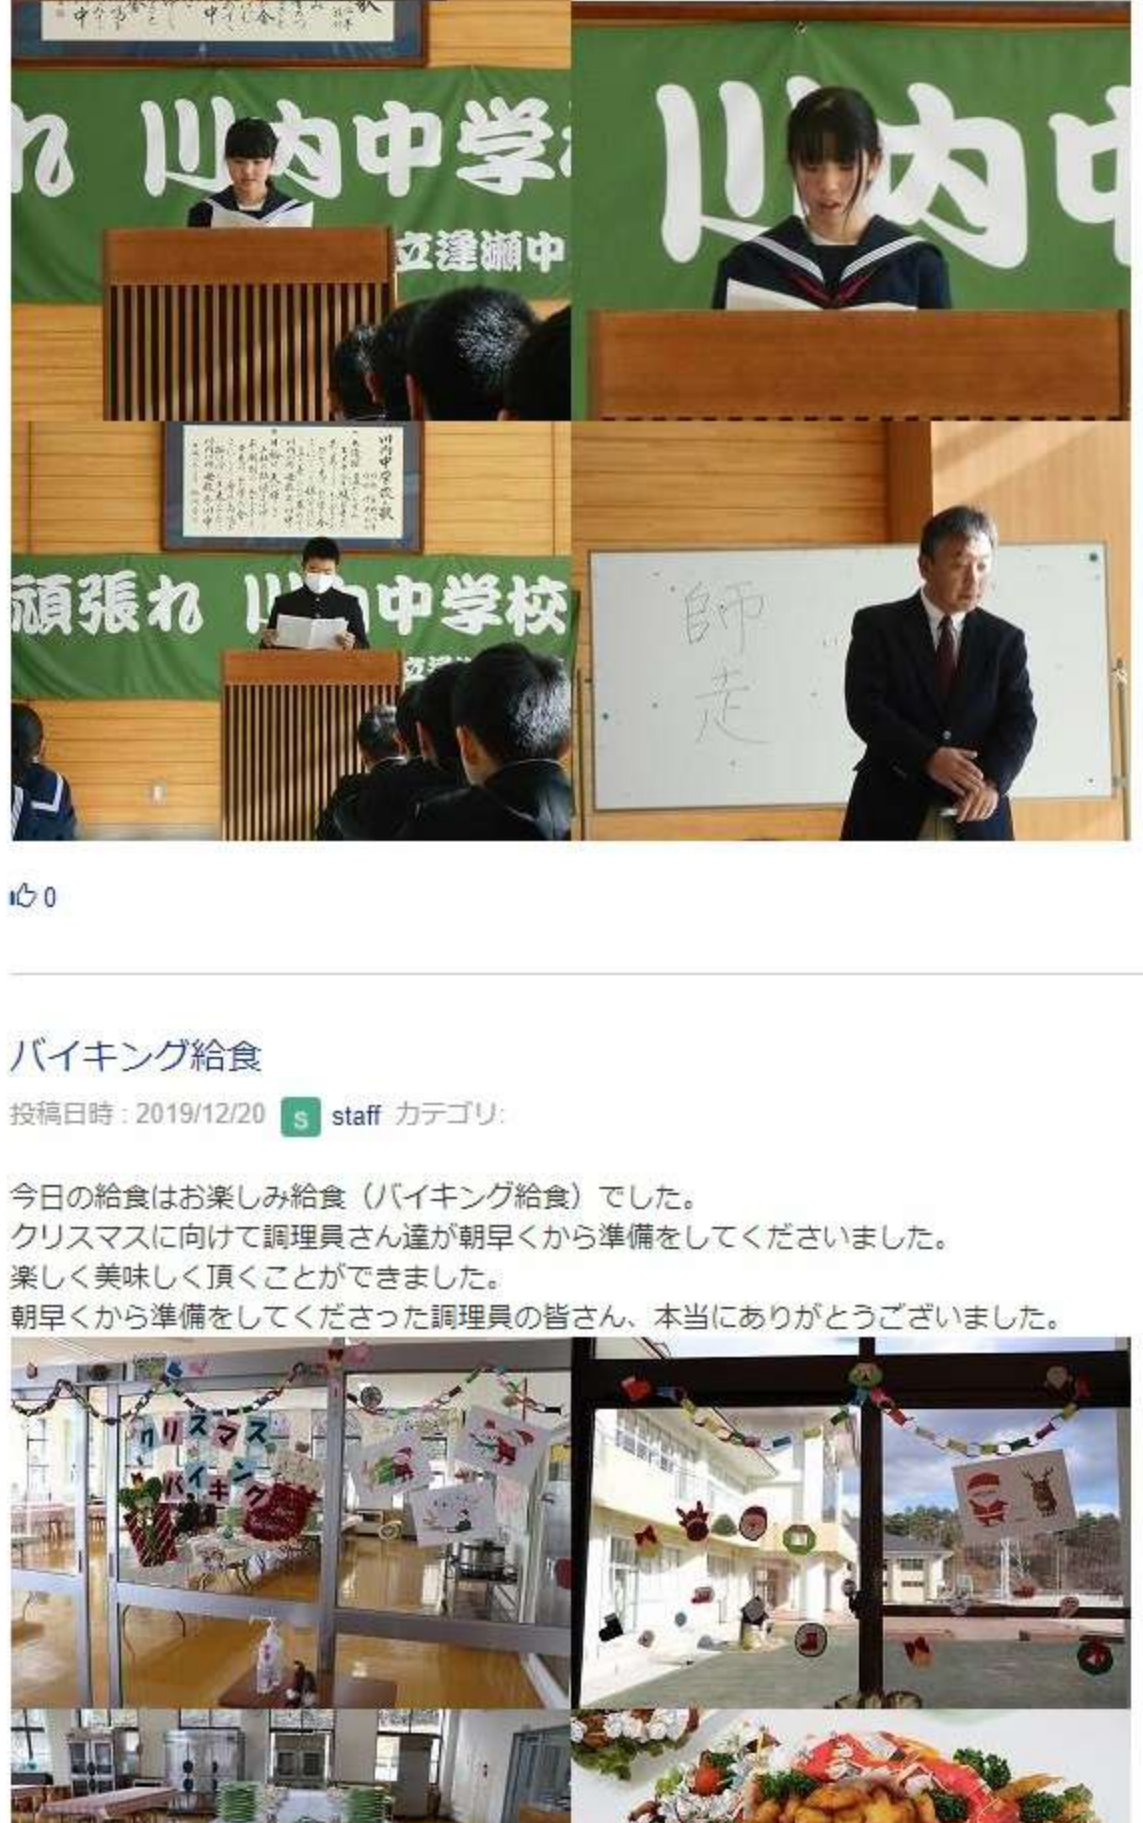 れ 川内中学
立逢瀬中
川内中
川内中学校校歌
頑張れ 川内中学校
師
走
0
バイキング給食
投稿日時 : 2019/12/20 S staff カテゴリ:
今日の給食はお楽しみ給食（バイキング給食）でした。
クリスマスに向けて調理員さん達が朝早くから準備をしてくださいました。
楽しく美味しく頂くことができました。
朝早くから準備をしてくださった調理員の皆さん、本当にありがとうございました。
クリスマス
バイキング